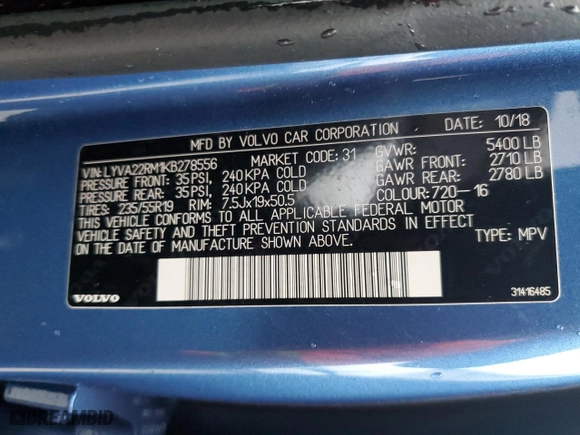 MFD BY VOLVO CAR CORPORATION DATE: 10/18
VIN: LYVA22RM1KB278556 MARKET CODE: 31 GVWR: 5400 LB
PRESSURE FRONT: 35 PSI, 240 KPA COLD GAWR FRONT: 2710 LB
PRESSURE REAR: 35 PSI, 240 KPA COLD GAWR REAR: 2780 LB
TIRES: 235/55R19 RIM: 7.5Jx19x50.5 COLOUR: 720-16
THIS VEHICLE CONFORMS TO ALL APPLICABLE FEDERAL MOTOR
VEHICLE SAFETY AND THEFT PREVENTION STANDARDS IN EFFECT
ON THE DATE OF MANUFACTURE SHOWN ABOVE. TYPE: MPV
VOLVO 31416485
DREAMBID